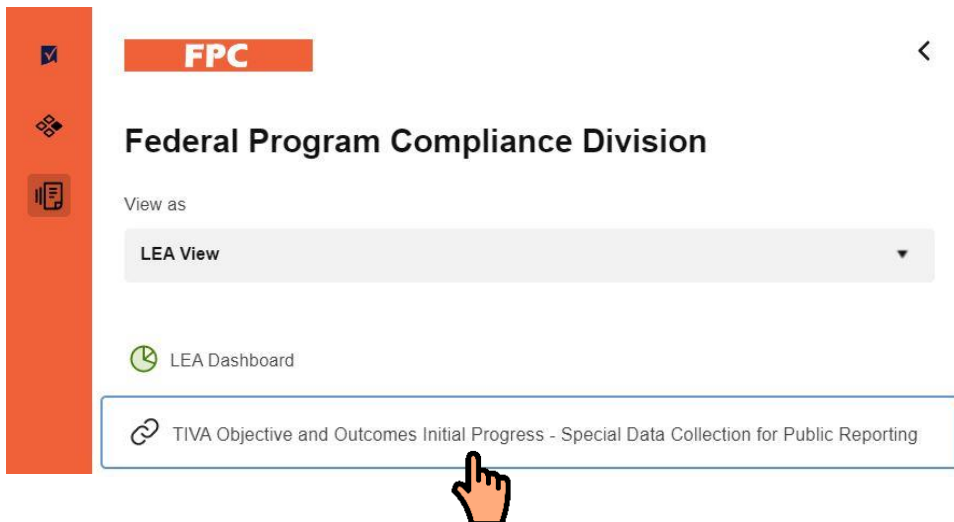 FPC
Federal Program Compliance Division
View as
LEA View
LEA Dashboard
TIVA Objective and Outcomes Initial Progress - Special Data Collection for Public Reporting